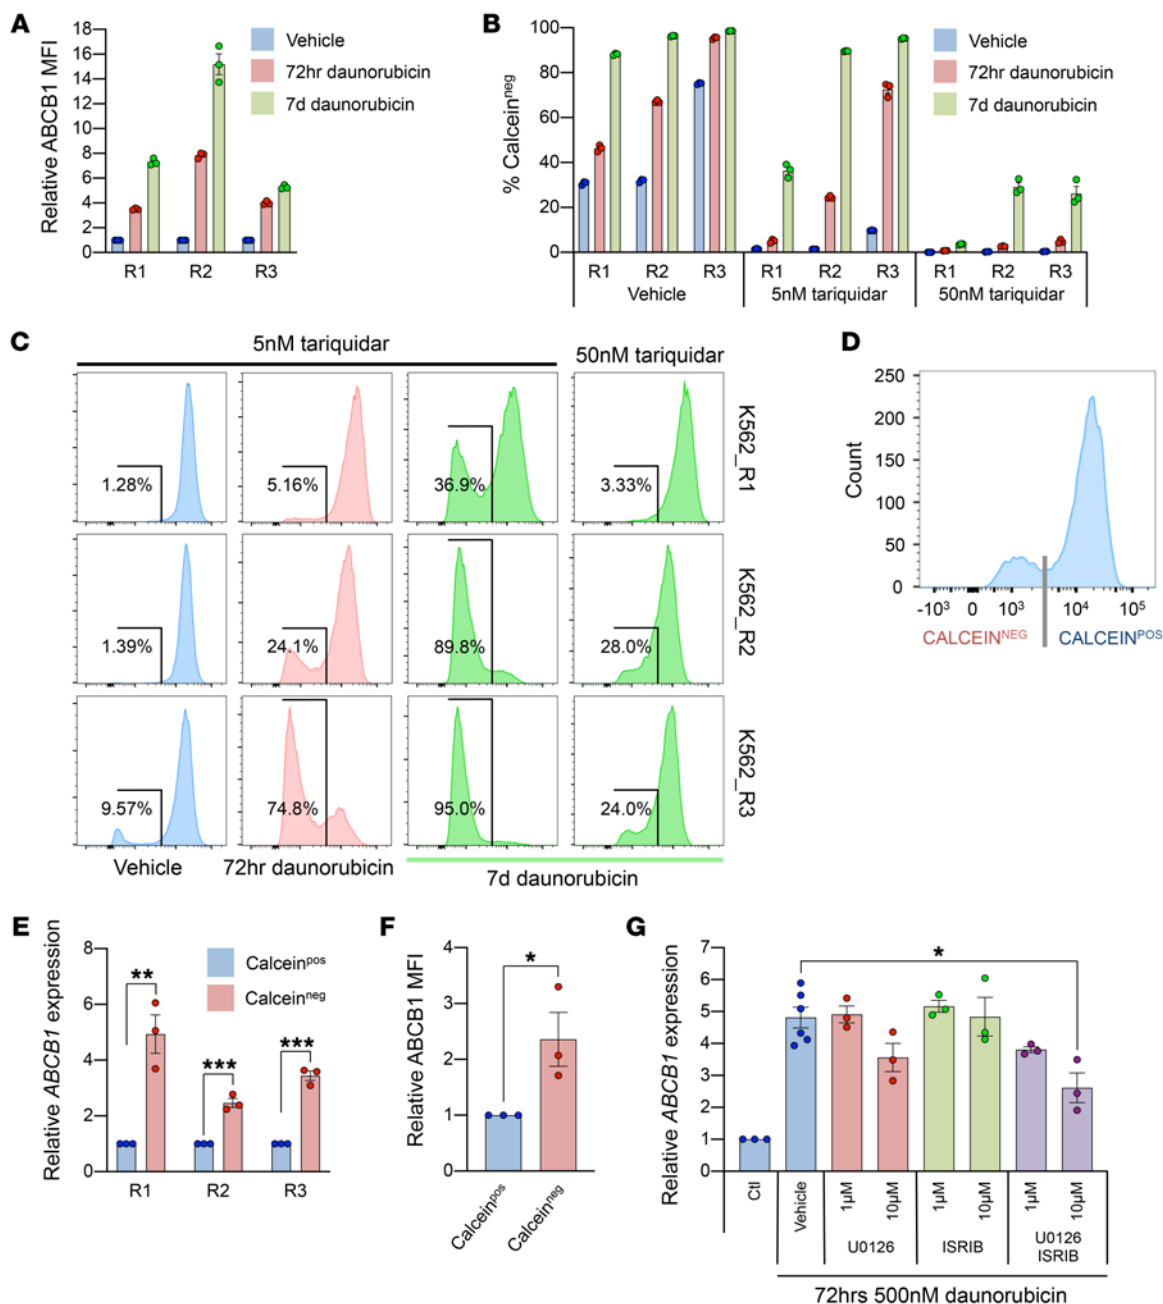 A
Relative ABCB1 MFI
18
16
14
12
10
8
6
4
2
0
R1
R2
R3
Vehicle
72hr daunorubicin
7d daunorubicin
B
% Calcein^neg
100
80
60
40
20
0
R1
R2
R3
R1
R2
R3
R1
R2
R3
Vehicle
5nM tariquidar
50nM tariquidar
Vehicle
72hr daunorubicin
7d daunorubicin
C
5nM tariquidar
50nM tariquidar
1.28%
5.16%
36.9%
3.33%
K562_R1
1.39%
24.1%
89.8%
28.0%
K562_R2
9.57%
74.8%
95.0%
24.0%
K562_R3
Vehicle
72hr daunorubicin
7d daunorubicin
D
Count
250
200
150
100
50
0
-10³
0
10³
10⁴
10⁵
CALCEIN^NEG
CALCEIN^POS
E
Relative ABCB1 expression
8
6
4
2
0
**
***
***
R1
R2
R3
Calcein^pos
Calcein^neg
F
Relative ABCB1 MFI
4
3
2
1
0
*
Calcein^pos
Calcein^neg
G
Relative ABCB1 expression
7
6
5
4
3
2
1
0
*
Ctl
Vehicle
1μM
10μM
1μM
10μM
1μM
10μM
U0126
ISRIB
U0126
ISRIB
72hrs 500nM daunorubicin